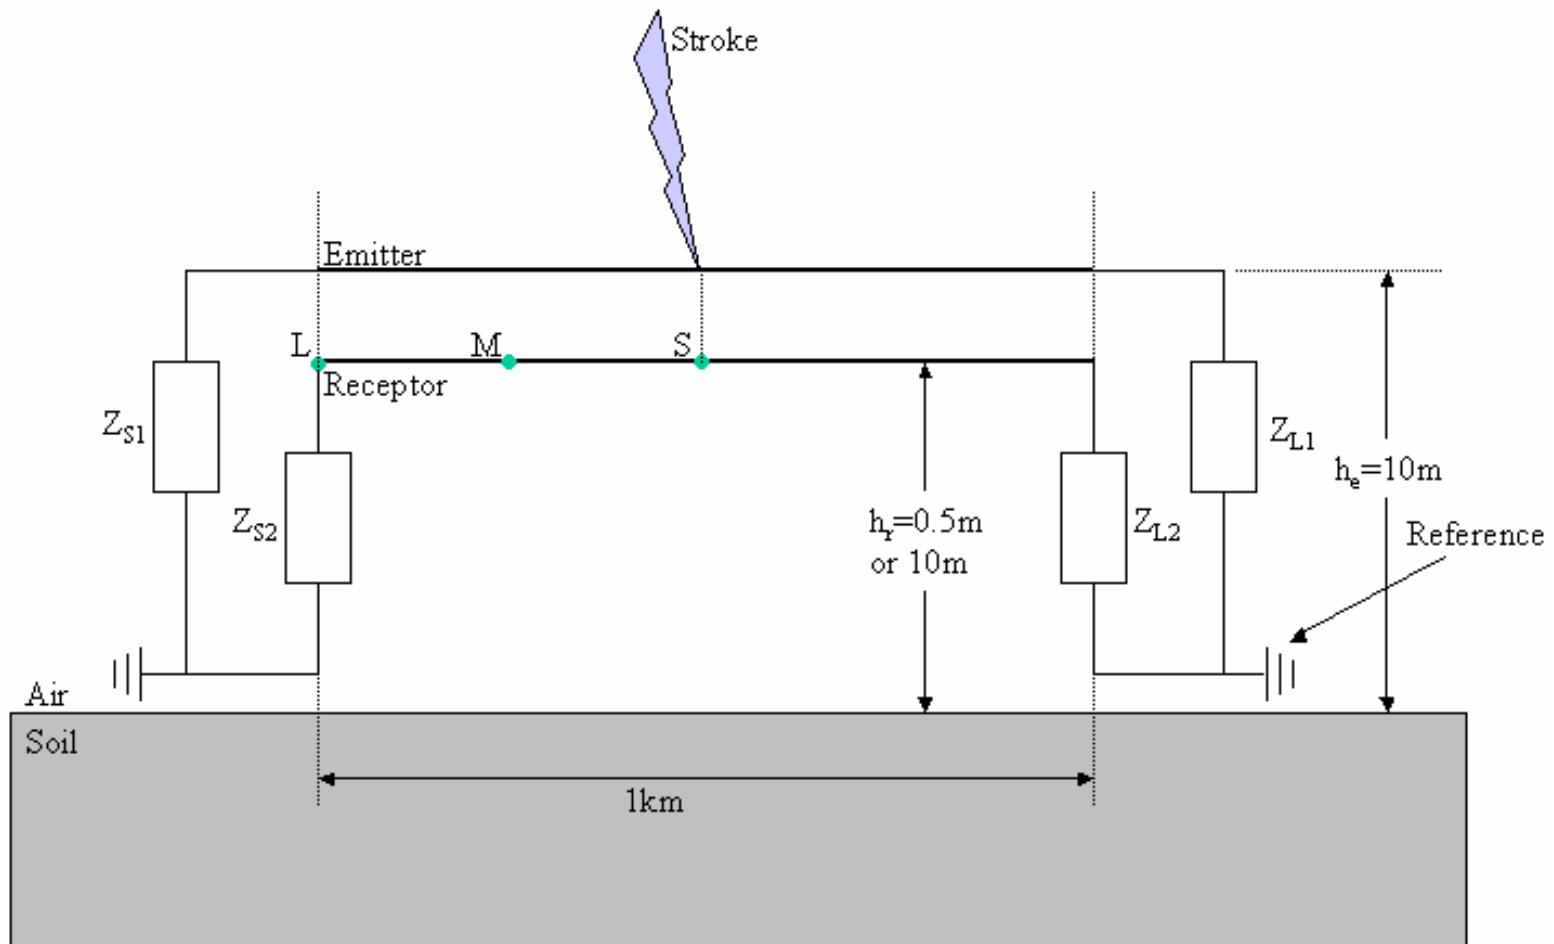 Stroke
Emitter
L
M
S
Receptor
Z_S1
Z_L1
h_e=10m
Z_S2
h_r=0.5m
or 10m
Z_L2
Reference
Air
Soil
1km